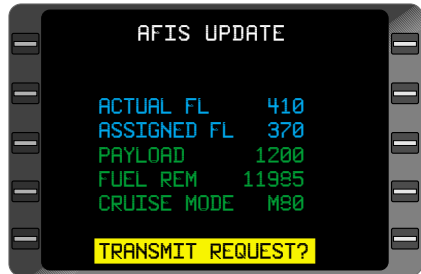 AFIS UPDATE
ACTUAL FL 410
ASSIGNED FL 370
PAYLOAD 1200
FUEL REM 11985
CRUISE MODE M80
TRANSMIT REQUEST?